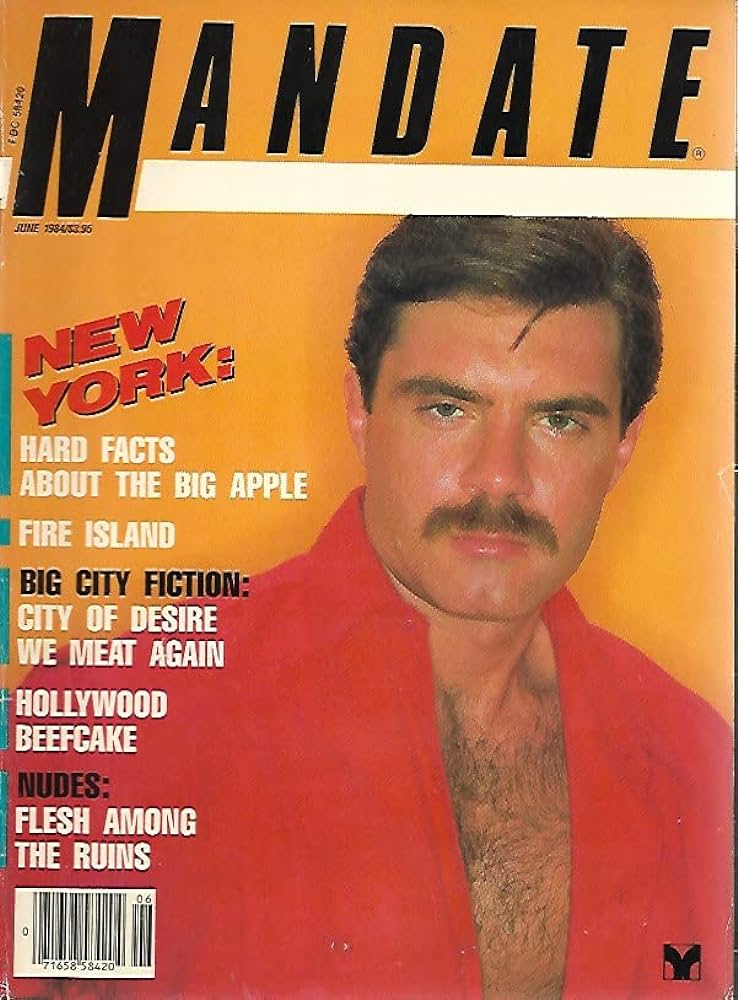 MANDATE®
F DC 58420
JUNE 1984/$3.95
NEW
YORK:
HARD FACTS
ABOUT THE BIG APPLE
FIRE ISLAND
BIG CITY FICTION:
CITY OF DESIRE
WE MEAT AGAIN
HOLLYWOOD
BEEFCAKE
NUDES:
FLESH AMONG
THE RUINS
06
0 71658 58420